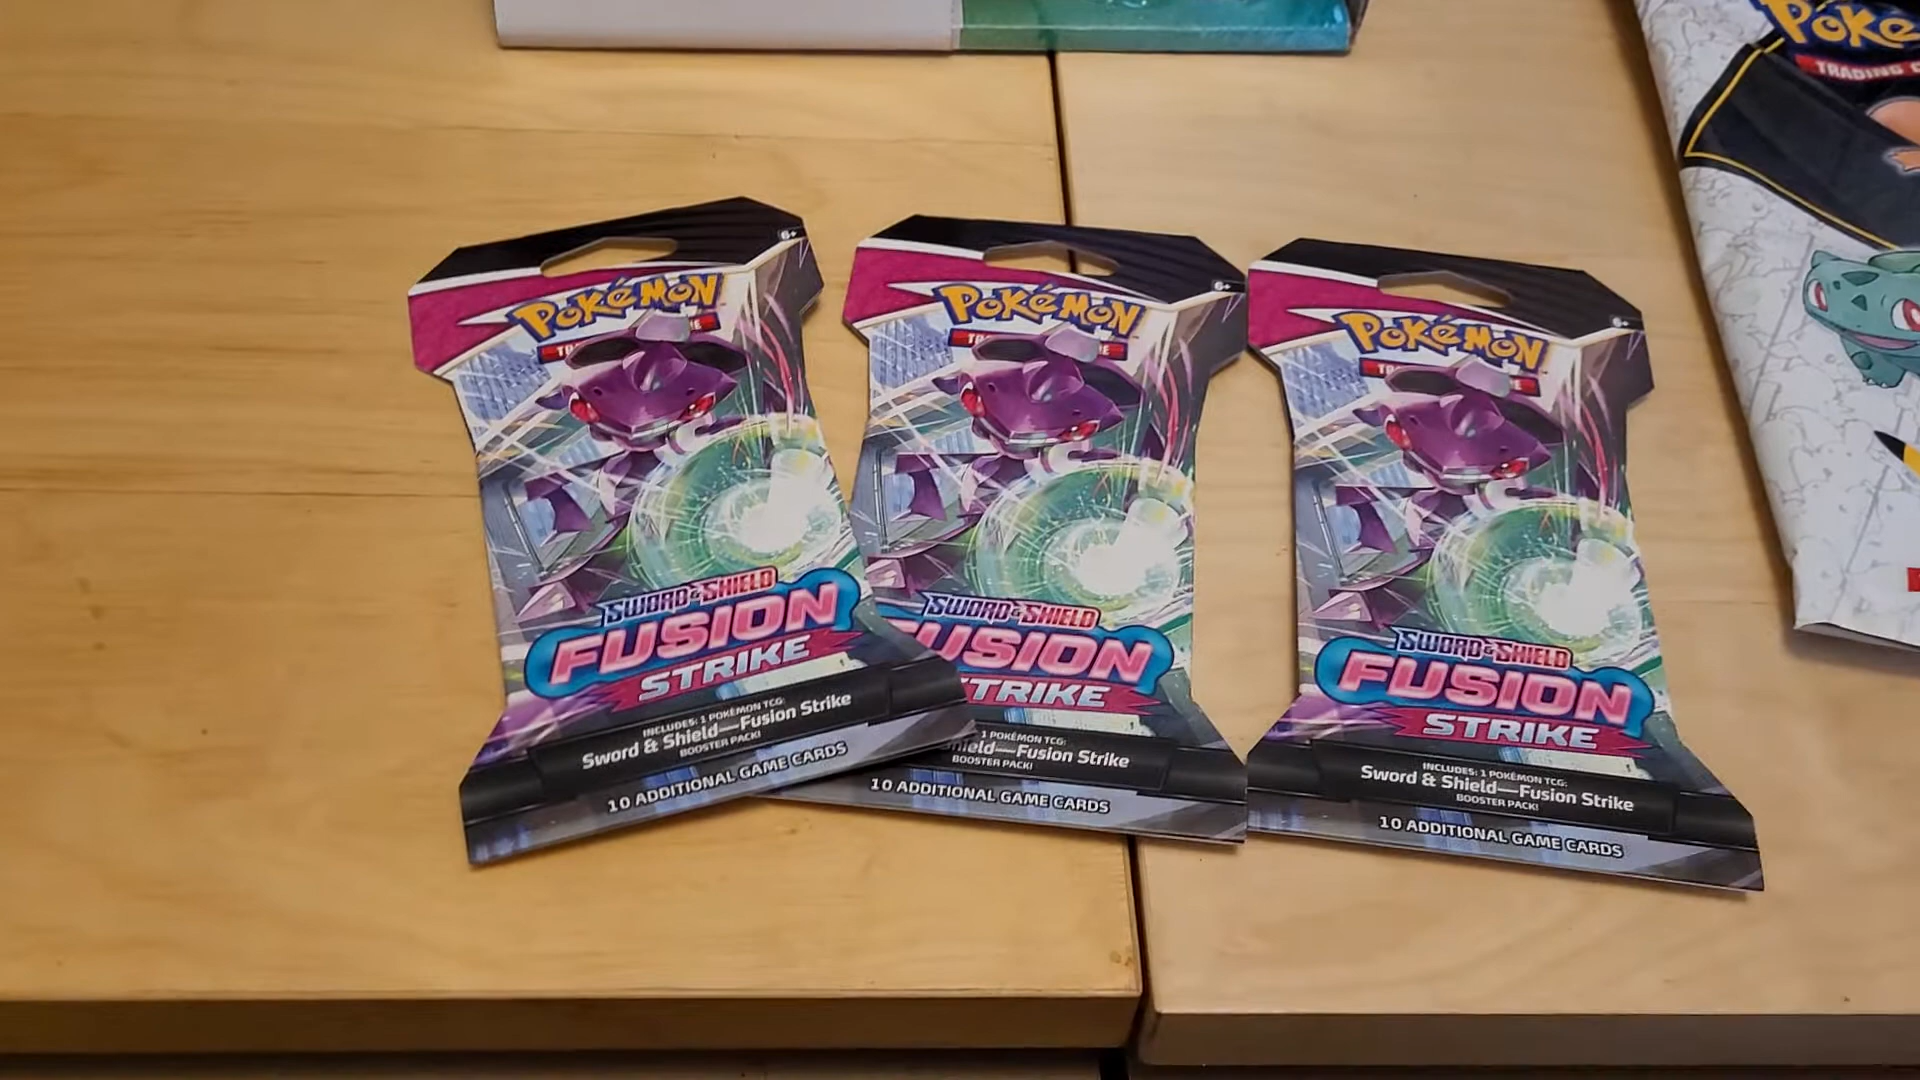 6+
POKéMON
SWORD & SHIELD
FUSION
STRIKE
INCLUDES: 1 POKÉMON TCG:
Sword & Shield—Fusion Strike
BOOSTER PACK!
10 ADDITIONAL GAME CARDS
6+
POKéMON
SWORD & SHIELD
FUSION
STRIKE
1 POKÉMON TCG:
Shield—Fusion Strike
BOOSTER PACK!
10 ADDITIONAL GAME CARDS
6+
POKéMON
SWORD & SHIELD
FUSION
STRIKE
INCLUDES: 1 POKÉMON TCG:
Sword & Shield—Fusion Strike
BOOSTER PACK!
10 ADDITIONAL GAME CARDS
Poké
TRADING C